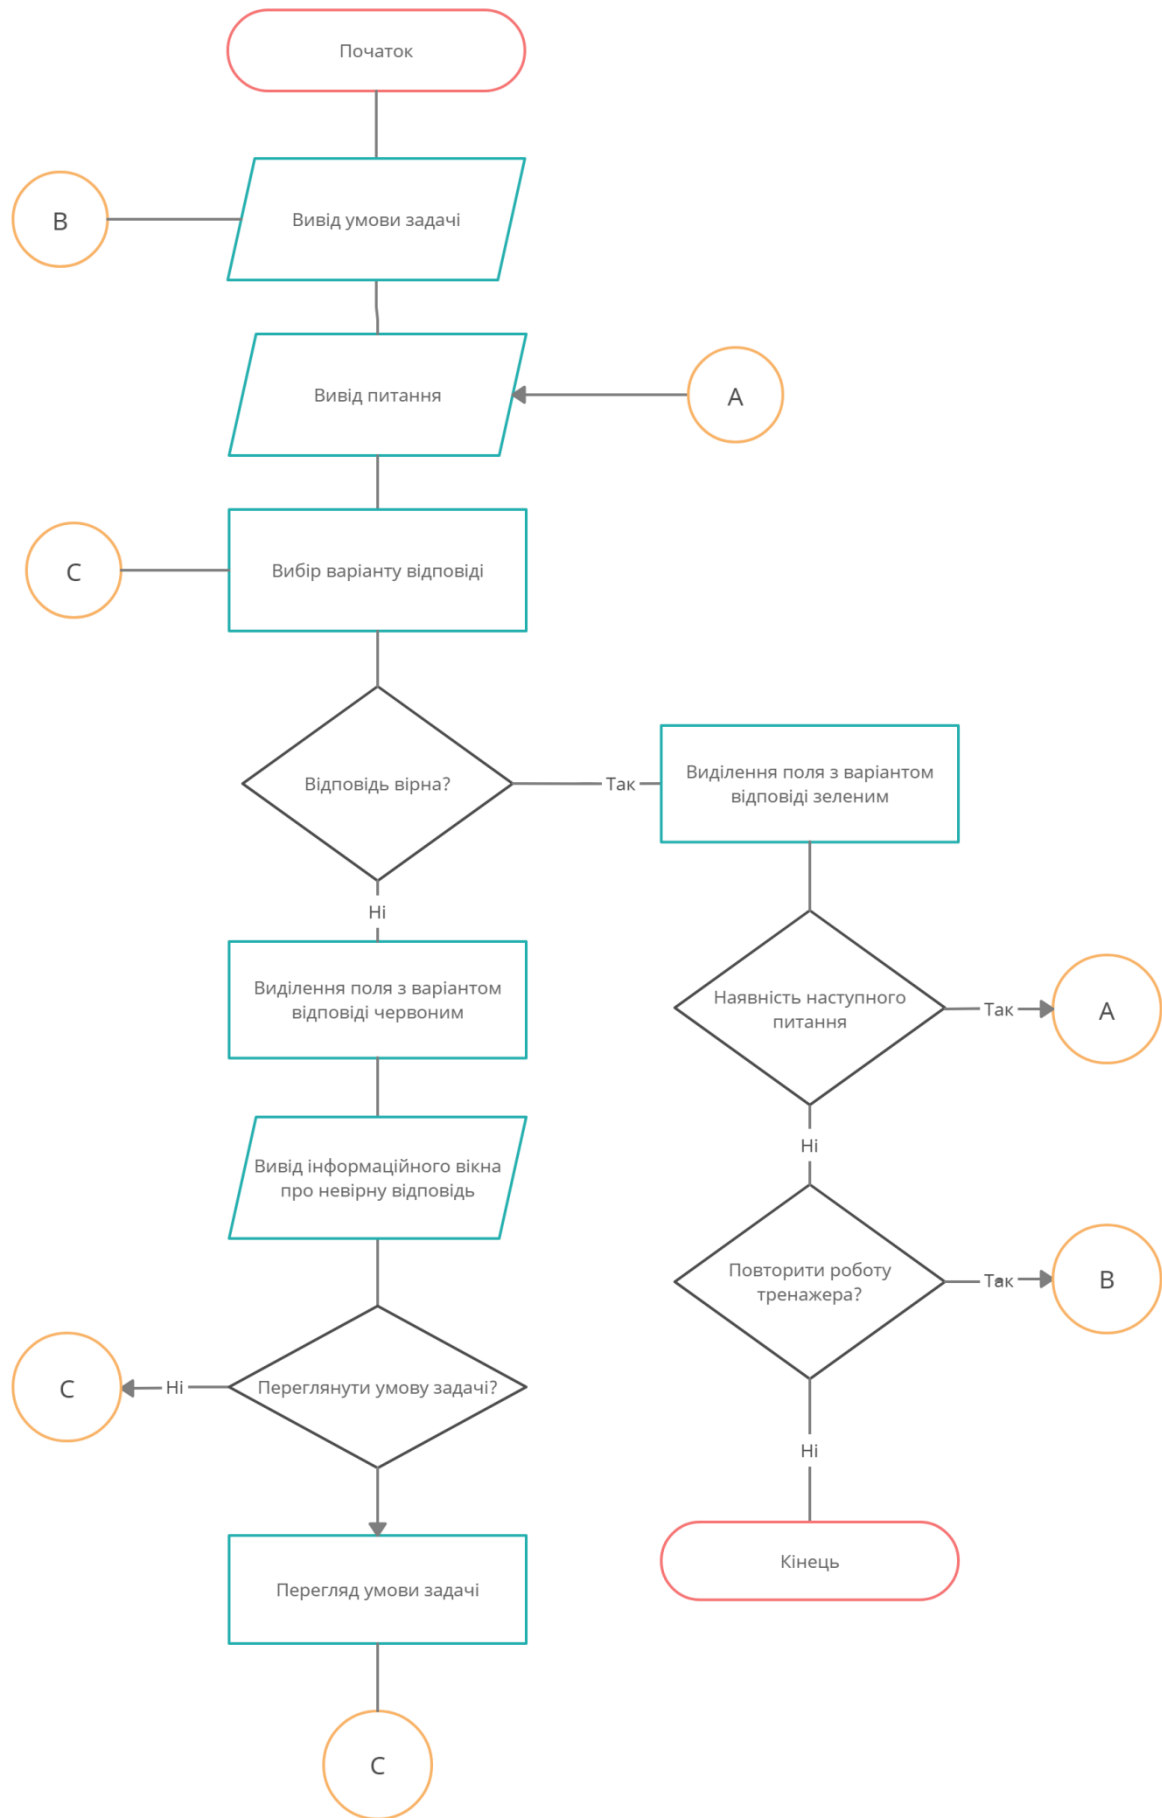 Початок
B
Вивід умови задачі
Вивід питання
A
C
Вибір варіанту відповіді
Відповідь вірна?
Так
Виділення поля з варіантом
відповіді зеленим
Ні
Виділення поля з варіантом
відповіді червоним
Наявність наступного
питання
Так
A
Ні
Вивід інформаційного вікна
про невірну відповідь
Повторити роботу
тренажера?
Так
B
C
Ні
Переглянути умову задачі?
Ні
Кінець
Перегляд умови задачі
C